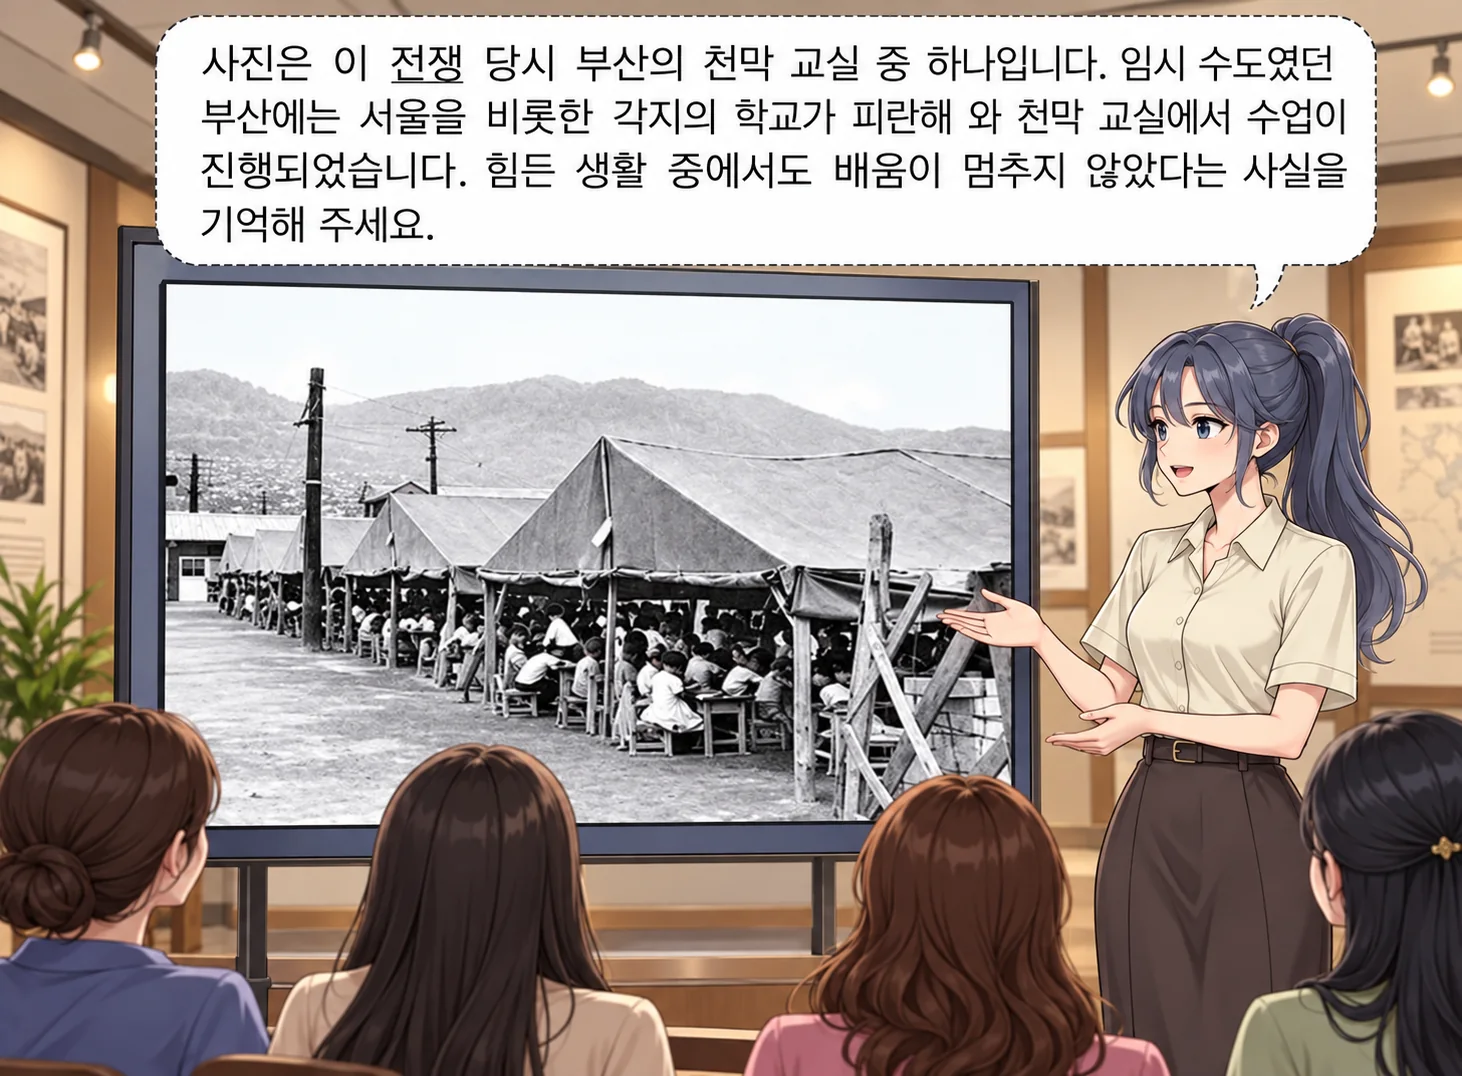 사진은 이 전쟁 당시 부산의 천막 교실 중 하나입니다. 임시 수도였던
부산에는 서울을 비롯한 각지의 학교가 피란해 와 천막 교실에서 수업이
진행되었습니다. 힘든 생활 중에서도 배움이 멈추지 않았다는 사실을
기억해 주세요.